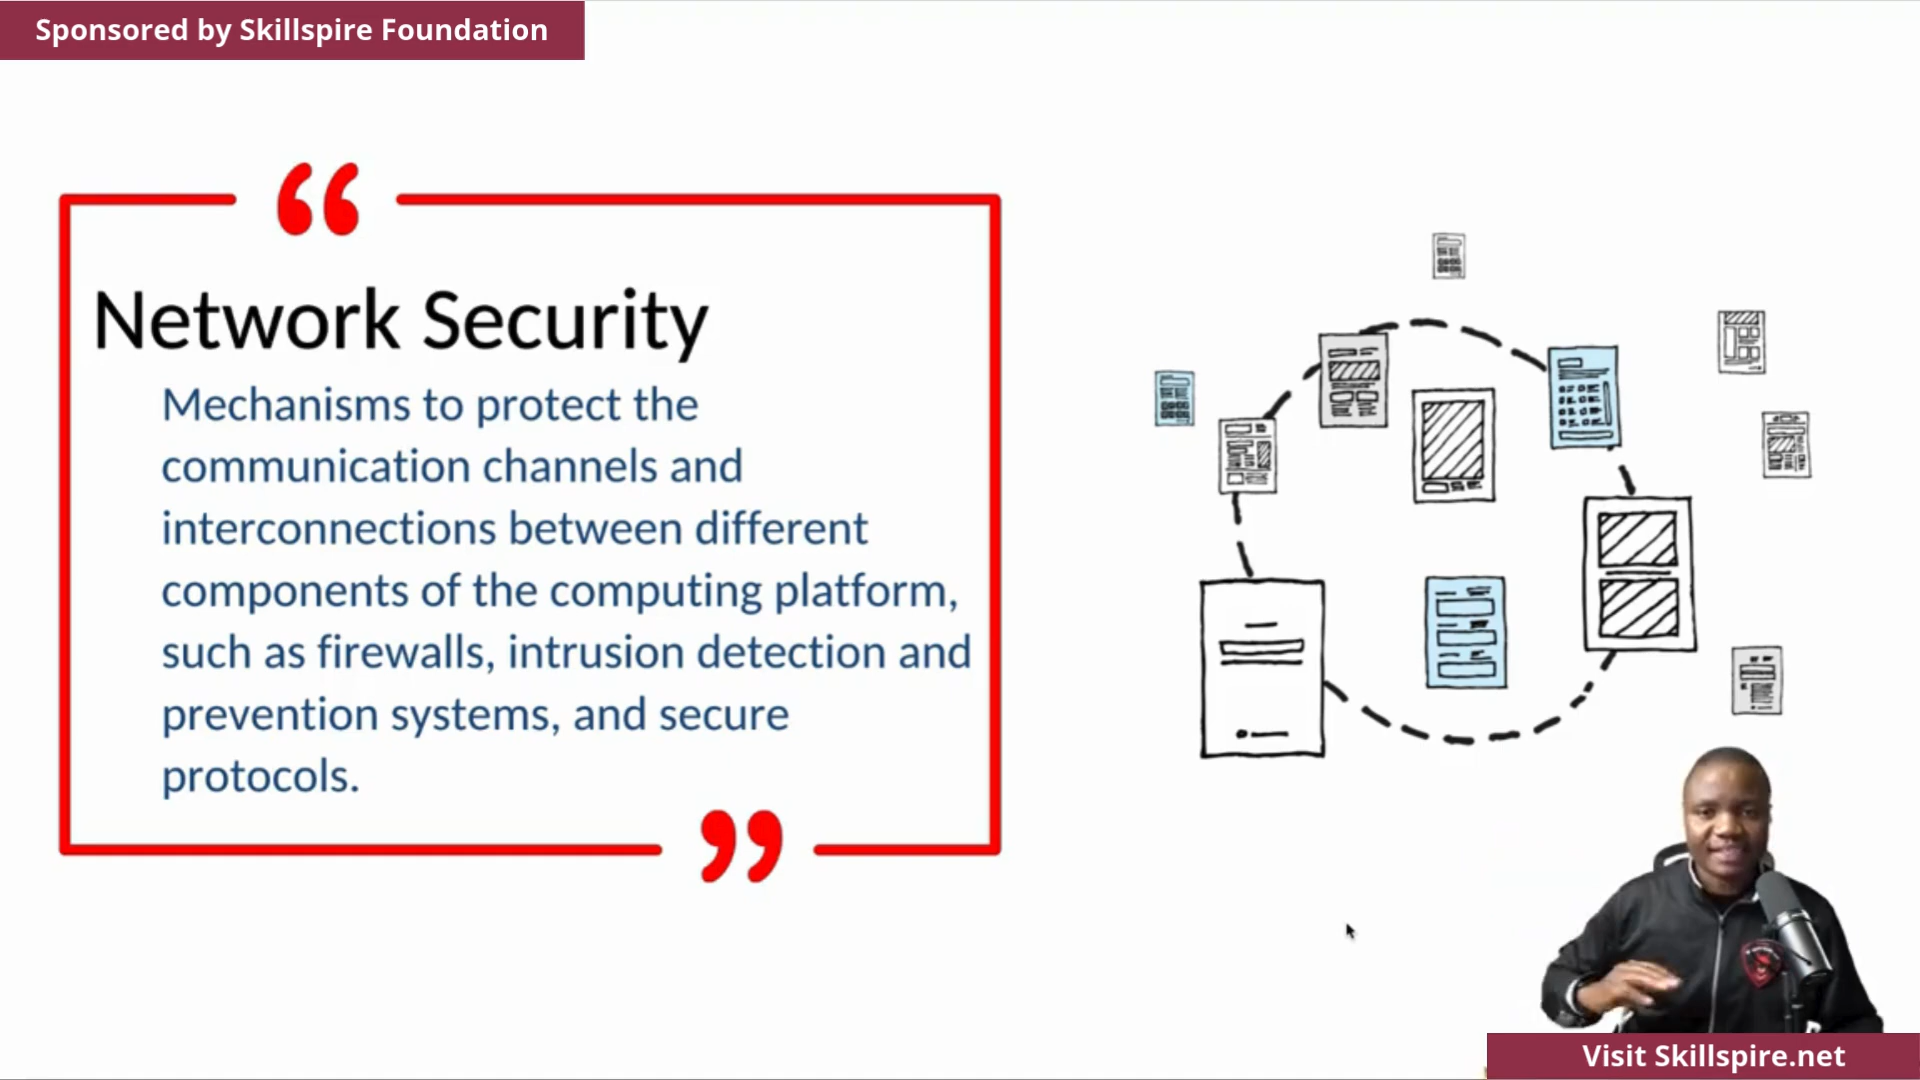 Sponsored by Skillspire Foundation
“
Network Security
Mechanisms to protect the
communication channels and
interconnections between different
components of the computing platform,
such as firewalls, intrusion detection and
prevention systems, and secure
protocols.
”
Visit Skillspire.net